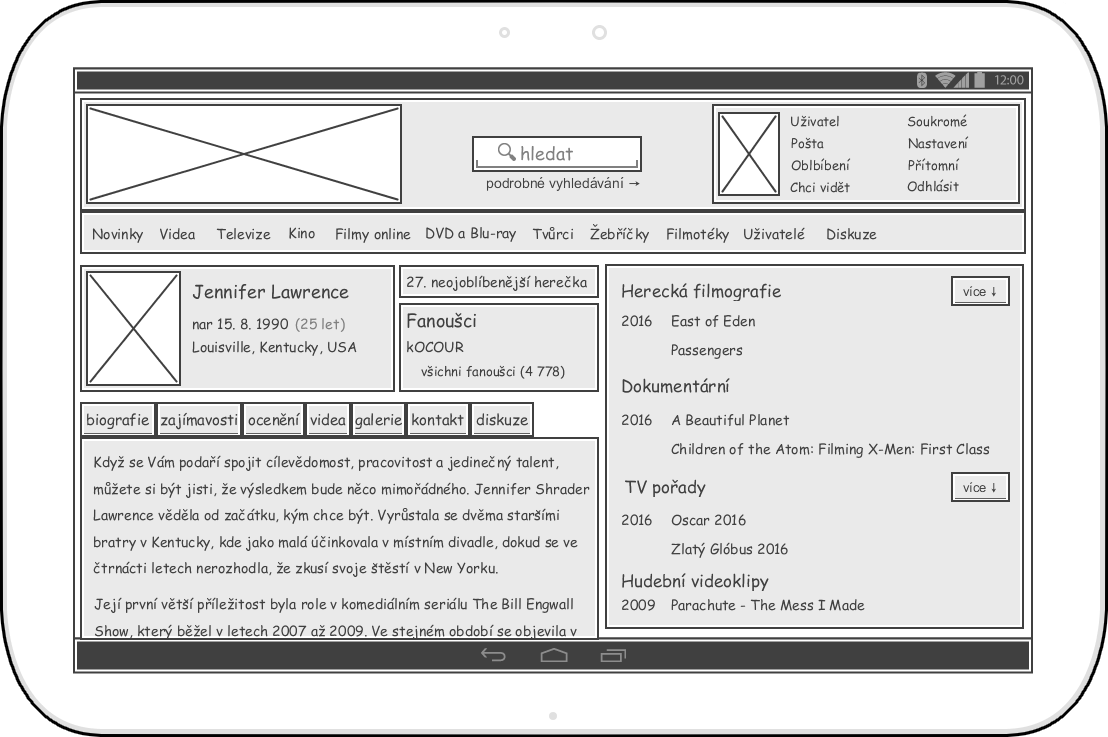 12:00
hledat
podrobné vyhledávání →
Uživatel Soukromé
Pošta Nastavení
Oblbíbení Přítomní
Chci vidět Odhlásit
Novinky Videa Televize Kino Filmy online DVD a Blu-ray Tvůrci Žebříčky Filmotéky Uživatelé Diskuze
Jennifer Lawrence
nar 15. 8. 1990 (25 let)
Louisville, Kentucky, USA
27. neojoblíbenější herečka
Fanoušci
kOCOUR
všichni fanoušci (4 778)
biografie zajímavosti ocenění videa galerie kontakt diskuze
Když se Vám podaří spojit cílevědomost, pracovitost a jedinečný talent,
můžete si být jisti, že výsledkem bude něco mimořádného. Jennifer Shrader
Lawrence věděla od začátku, kým chce být. Vyrůstala se dvěma staršími
bratry v Kentucky, kde jako malá účinkovala v místním divadle, dokud se ve
čtrnácti letech nerozhodla, že zkusí svoje štěstí v New Yorku.
Její první větší příležitost byla role v komediálním seriálu The Bill Engwall
Show, který běžel v letech 2007 až 2009. Ve stejném období se objevila v
Herecká filmografie více ↓
2016 East of Eden
Passengers
Dokumentární
2016 A Beautiful Planet
Children of the Atom: Filming X-Men: First Class
TV pořady více ↓
2016 Oscar 2016
Zlatý Glóbus 2016
Hudební videoklipy
2009 Parachute - The Mess I Made